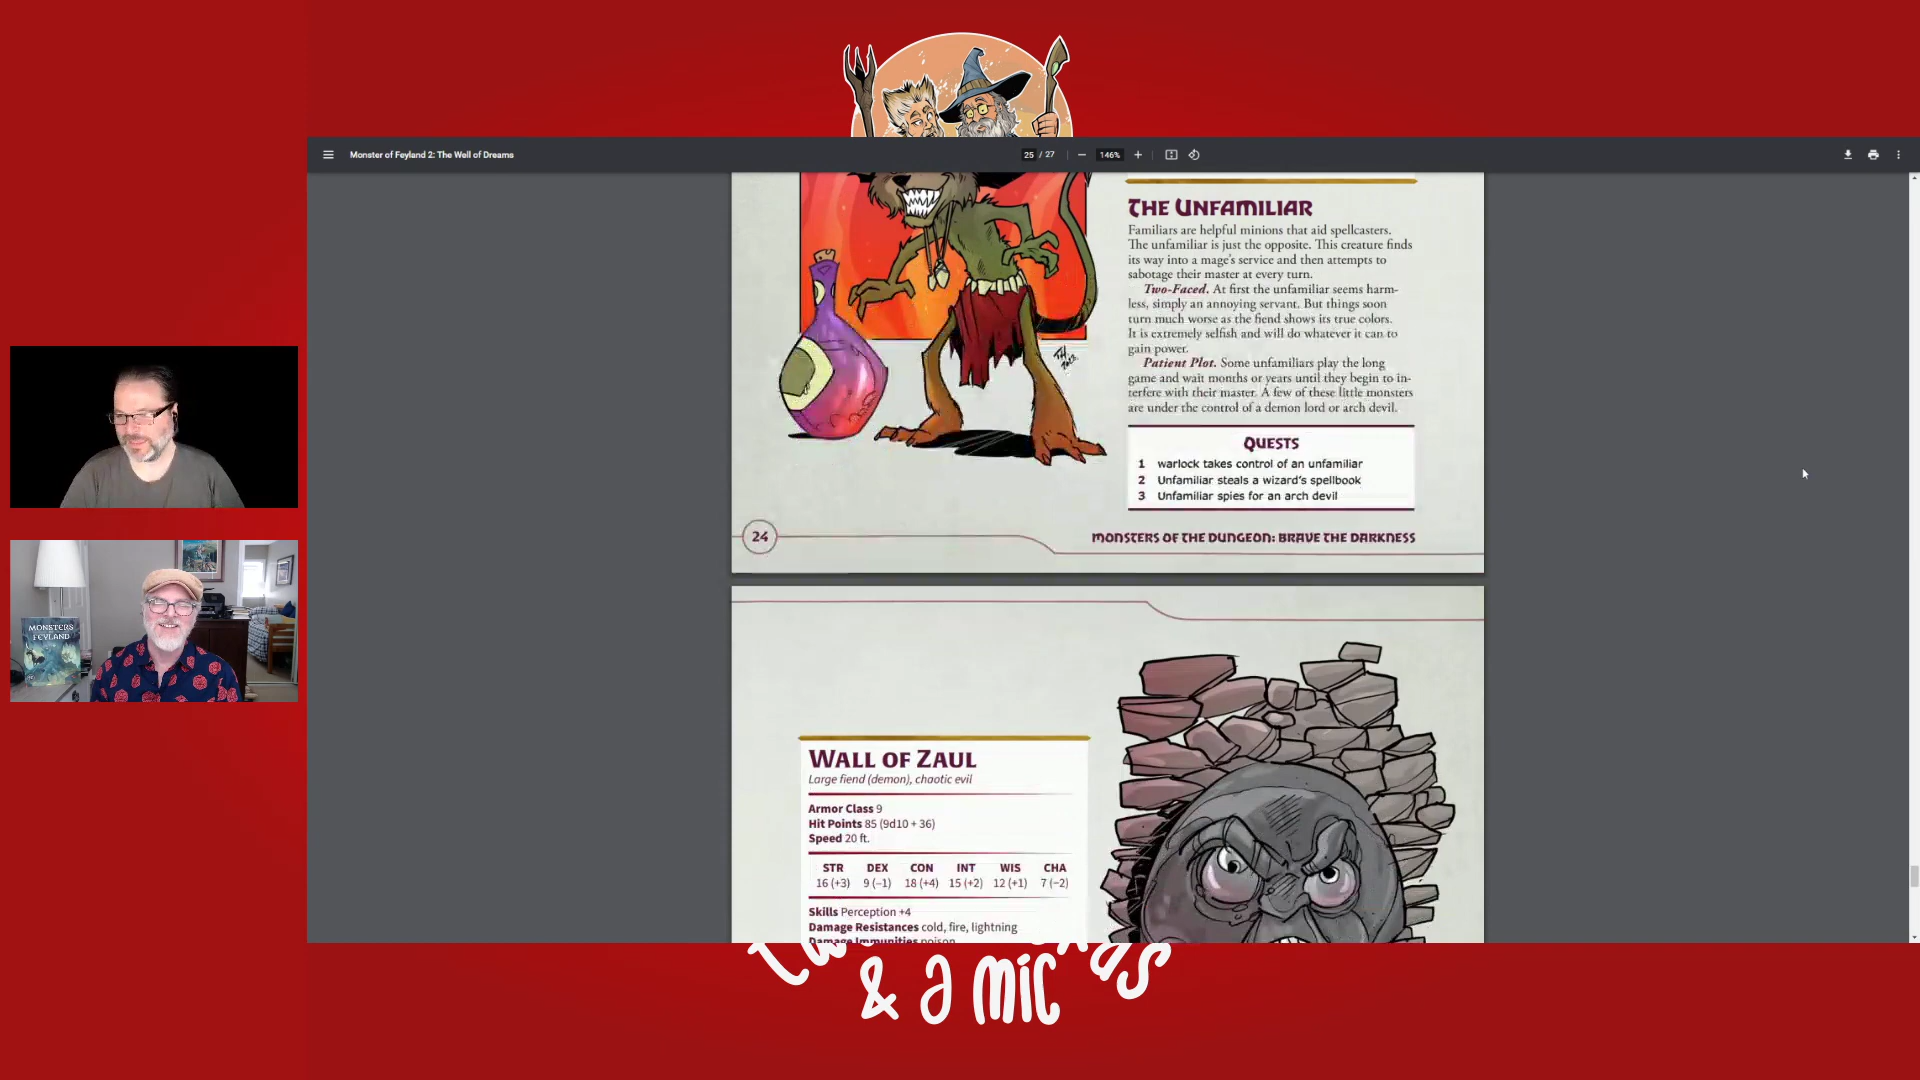 Monster of Feyland 2: The Well of Dreams
25 / 27
146%
THE UNFAMILIAR
Familiars are helpful minions that aid spellcasters.
The unfamiliar is just the opposite. This creature finds
its way into a mage's service and then attempts to
sabotage their master at every turn.
Two-Faced. At first the unfamiliar seems harm-
less, simply an annoying servant. But things soon
turn much worse as the fiend shows its true colors.
It is extremely selfish and will do whatever it can to
gain power.
Patient Plot. Some unfamiliars play the long
game and wait months or years until they begin to in-
terfere with their master. A few of these little monsters
are under the control of a demon lord or arch devil.
QUESTS
1 warlock takes control of an unfamiliar
2 Unfamiliar steals a wizard's spellbook
3 Unfamiliar spies for an arch devil
24
MONSTERS OF THE DUNGEON: BRAVE THE DARKNESS
WALL OF ZAUL
Large fiend (demon), chaotic evil
Armor Class 9
Hit Points 85 (9d10 + 36)
Speed 20 ft.
STR DEX CON INT WIS CHA
16 (+3) 9 (−1) 18 (+4) 15 (+2) 12 (+1) 7 (−2)
Skills Perception +4
Damage Resistances cold, fire, lightning
Damage Immunities poison
MONSTERS
FEYLAND
& a mic